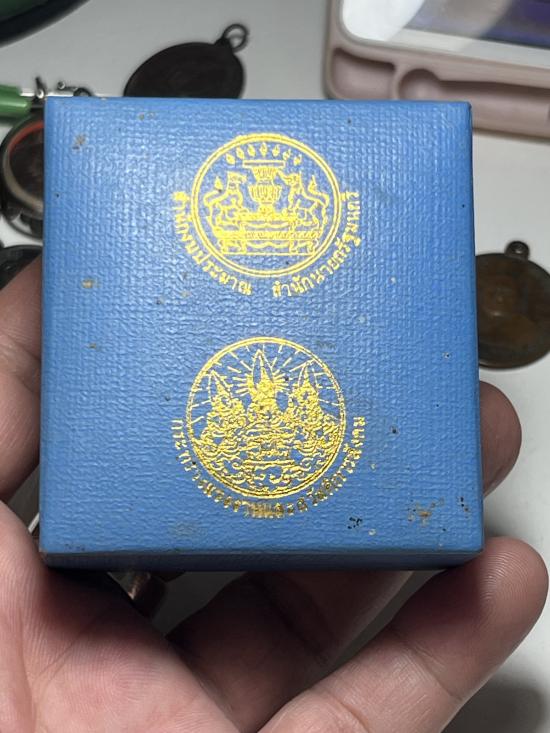 สำนักงบประมาณ สำนักนายกรัฐมนตรี
กระทรวงแรงงานและสวัสดิการสังคม